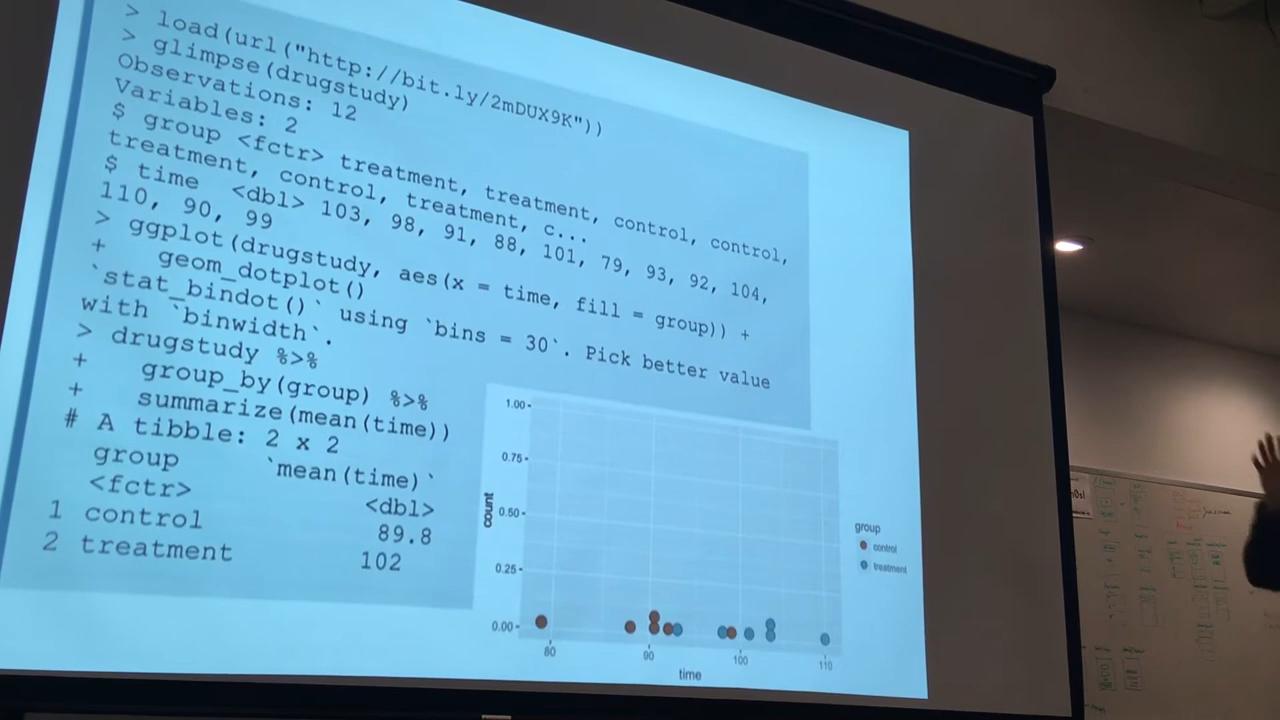 > load(url("http://bit.ly/2mDUX9K"))
> glimpse(drugstudy)
Observations: 12
Variables: 2
$ group <fctr> treatment, treatment, control, control,
treatment, control, treatment, c...
$ time <dbl> 103, 98, 91, 88, 101, 79, 93, 92, 104,
110, 90, 99
> ggplot(drugstudy, aes(x = time, fill = group)) +
+ geom_dotplot()
`stat_bindot()` using `bins = 30`. Pick better value
with `binwidth`.
> drugstudy %>%
+ group_by(group) %>%
+ summarize(mean(time))
# A tibble: 2 x 2
group `mean(time)`
<fctr> <dbl>
1 control 89.8
2 treatment 102
1.00
0.75
0.50
0.25
0.00
count
80 90 100 110
time
group
control
treatment